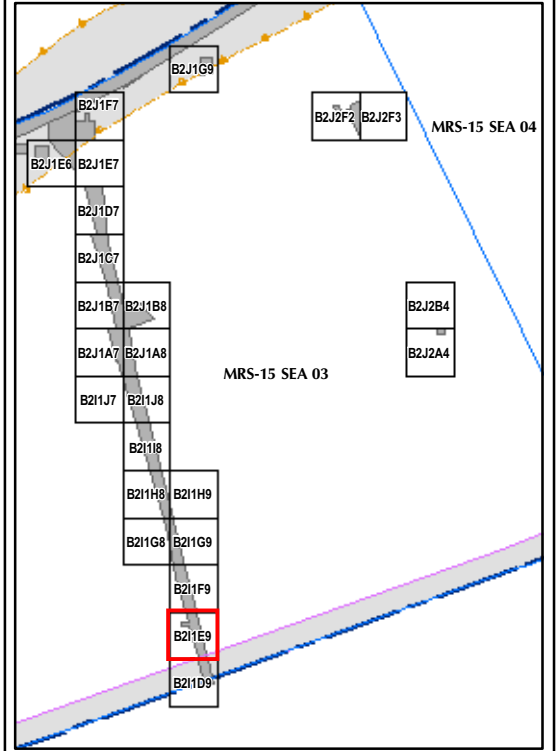 B2J1G9
B2J1F7
B2J2F2 B2J2F3
MRS-15 SEA 04
B2J1E6 B2J1E7
B2J1D7
B2J1C7
B2J1B7 B2J1B8
B2J2B4
B2J1A7 B2J1A8
B2J2A4
MRS-15 SEA 03
B2I1J7 B2I1J8
B2I1I8
B2I1H8 B2I1H9
B2I1G8 B2I1G9
B2I1F9
B2I1E9
B2I1D9